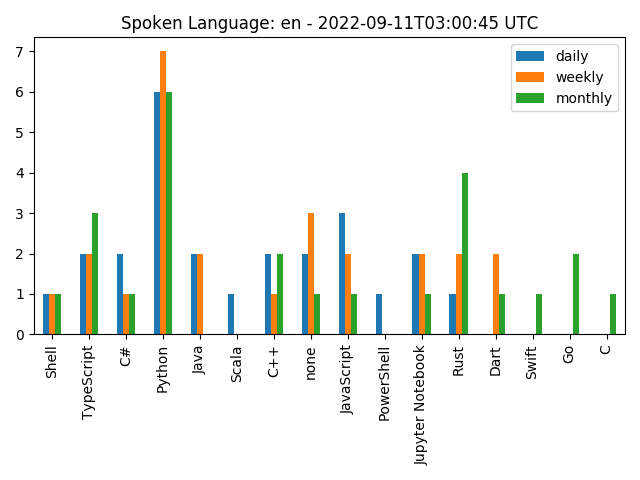 Spoken Language: en - 2022-09-11T03:00:45 UTC
daily
weekly
monthly
7
6
5
4
3
2
1
0
Shell
TypeScript
C#
Python
Java
Scala
C++
none
JavaScript
PowerShell
Jupyter Notebook
Rust
Dart
Swift
Go
C